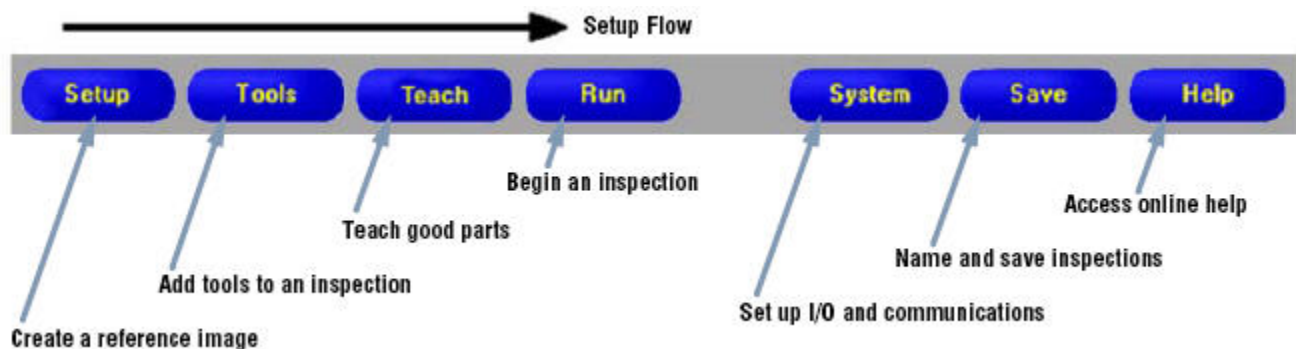 Setup Flow
Setup Tools Teach Run System Save Help
Begin an inspection
Access online help
Teach good parts
Name and save inspections
Add tools to an inspection
Set up I/O and communications
Create a reference image